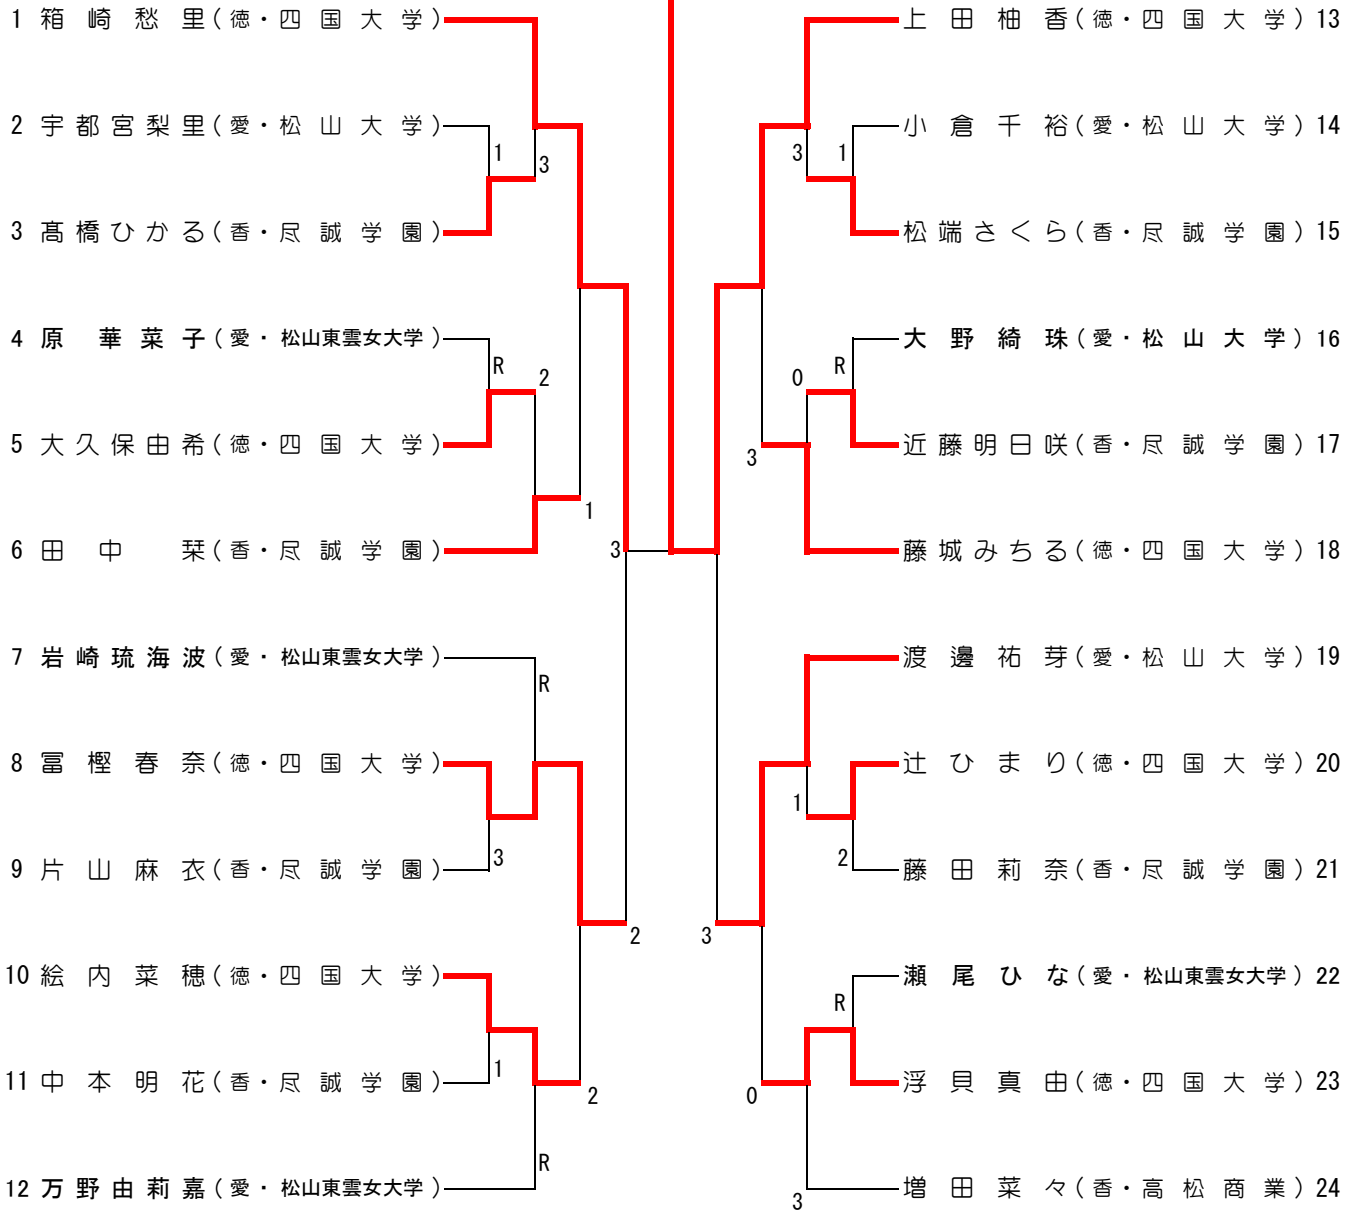 1 箱崎愁里(徳・四国大学)
2 宇都宮梨里(愛・松山大学)
1
3
3 髙橋ひかる(香・尽誠学園)
4 原華菜子(愛・松山東雲女大学)
R
2
5 大久保由希(徳・四国大学)
1
6 田中栞(香・尽誠学園)
3
7 岩崎琉海波(愛・松山東雲女大学)
R
8 冨樫春奈(徳・四国大学)
3
9 片山麻衣(香・尽誠学園)
2
10 絵内菜穂(徳・四国大学)
1
11 中本明花(香・尽誠学園)
2
R
12 万野由莉嘉(愛・松山東雲女大学)
上田柚香(徳・四国大学) 13
小倉千裕(愛・松山大学) 14
3
1
松端さくら(香・尽誠学園) 15
大野綺珠(愛・松山大学) 16
0
R
近藤明日咲(香・尽誠学園) 17
3
藤城みちる(徳・四国大学) 18
渡邊祐芽(愛・松山大学) 19
辻ひまり(徳・四国大学) 20
1
2
藤田莉奈(香・尽誠学園) 21
3
瀬尾ひな(愛・松山東雲女大学) 22
R
浮貝真由(徳・四国大学) 23
0
増田菜々(香・高松商業) 24
3